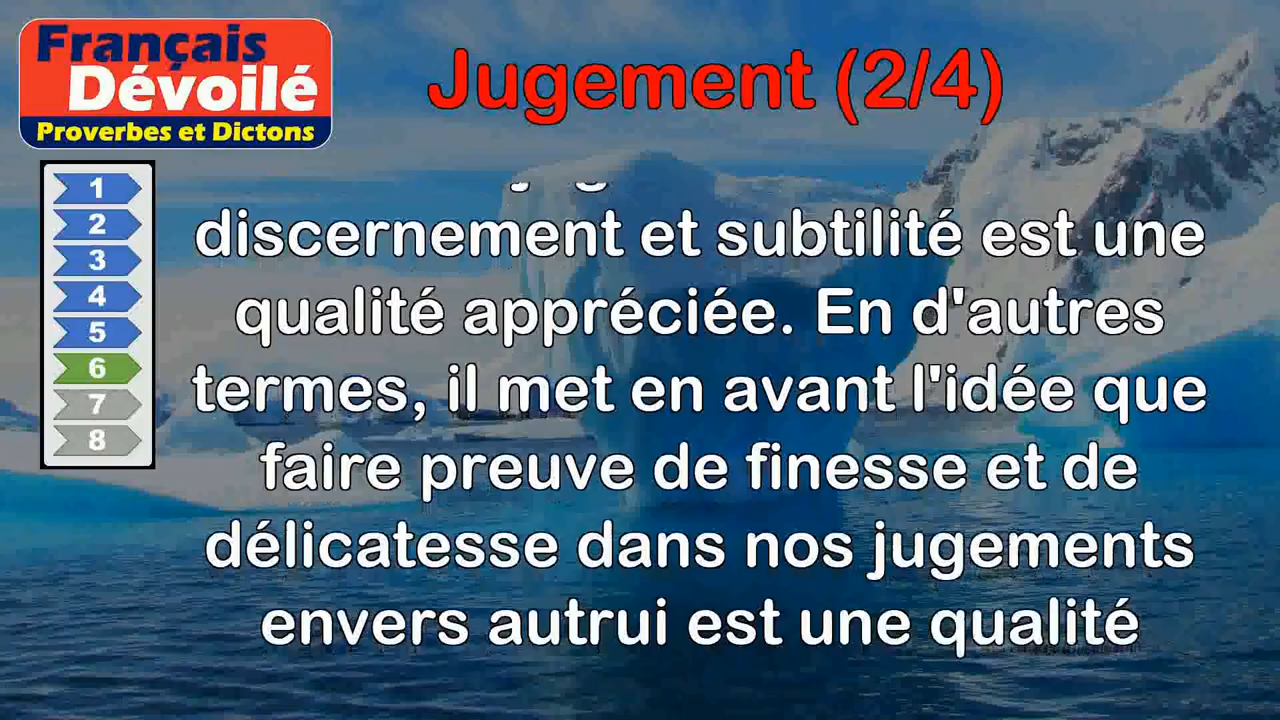 Français
Dévoilé
Proverbes et Dictons
Jugement (2/4)
1
2
3
4
5
6
7
8
discernement et subtilité est une
qualité appréciée. En d'autres
termes, il met en avant l'idée que
faire preuve de finesse et de
délicatesse dans nos jugements
envers autrui est une qualité